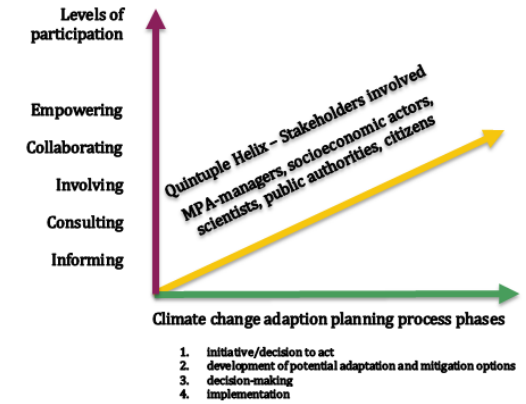 Levels of
participation
Empowering
Collaborating
Involving
Consulting
Informing
Quintuple Helix – Stakeholders involved
MPA-managers, socioeconomic actors,
scientists, public authorities, citizens
Climate change adaption planning process phases
1. initiative/decision to act
2. development of potential adaptation and mitigation options
3. decision-making
4. implementation